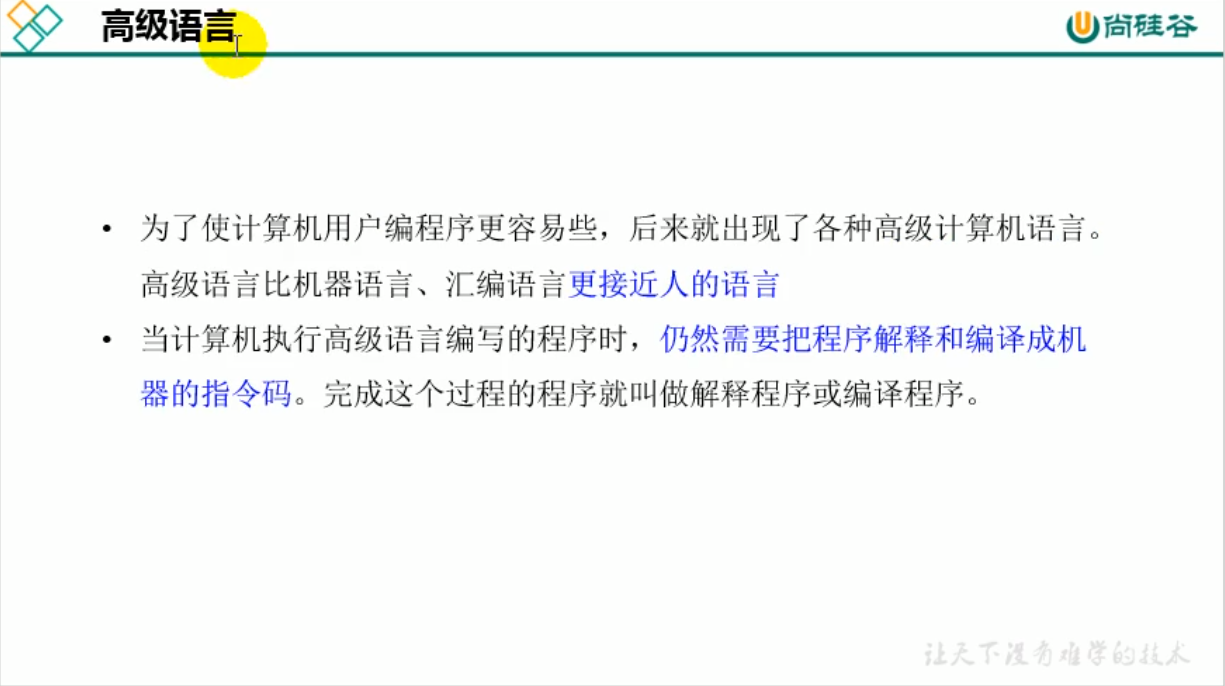 高级语言
尚硅谷
• 为了使计算机用户编程序更容易些，后来就出现了各种高级计算机语言。
高级语言比机器语言、汇编语言更接近人的语言
• 当计算机执行高级语言编写的程序时，仍然需要把程序解释和编译成机
器的指令码。完成这个过程的程序就叫做解释程序或编译程序。
让天下没有难学的技术